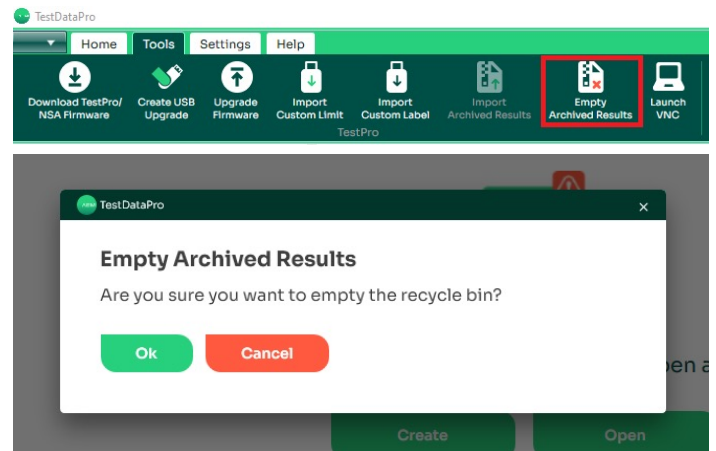 TestDataPro
Home Tools Settings Help
Download TestPro/ Create USB Upgrade Import Import Import Empty Launch
NSA Firmware Upgrade Firmware Custom Limit Custom Label Archived Results Archived Results VNC
TestPro
TestDataPro
Empty Archived Results
Are you sure you want to empty the recycle bin?
Ok Cancel
pen a
Create Open